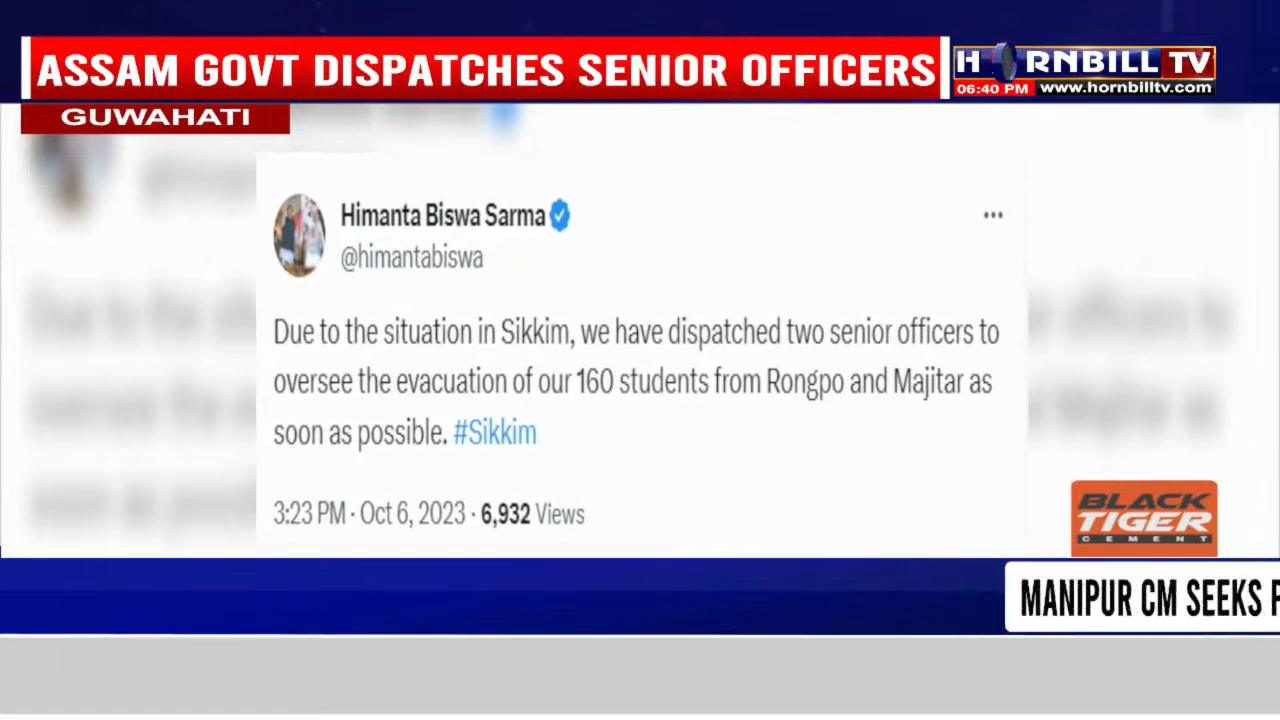 ASSAM GOVT DISPATCHES SENIOR OFFICERS
H RNBILL TV
06:40 PM www.hornbilltv.com
GUWAHATI
Himanta Biswa Sarma
@himantabiswa
Due to the situation in Sikkim, we have dispatched two senior officers to
oversee the evacuation of our 160 students from Rongpo and Majitar as
soon as possible. #Sikkim
3:23 PM · Oct 6, 2023 · 6,932 Views
BLACK
TIGER
CEMENT
MANIPUR CM SEEKS